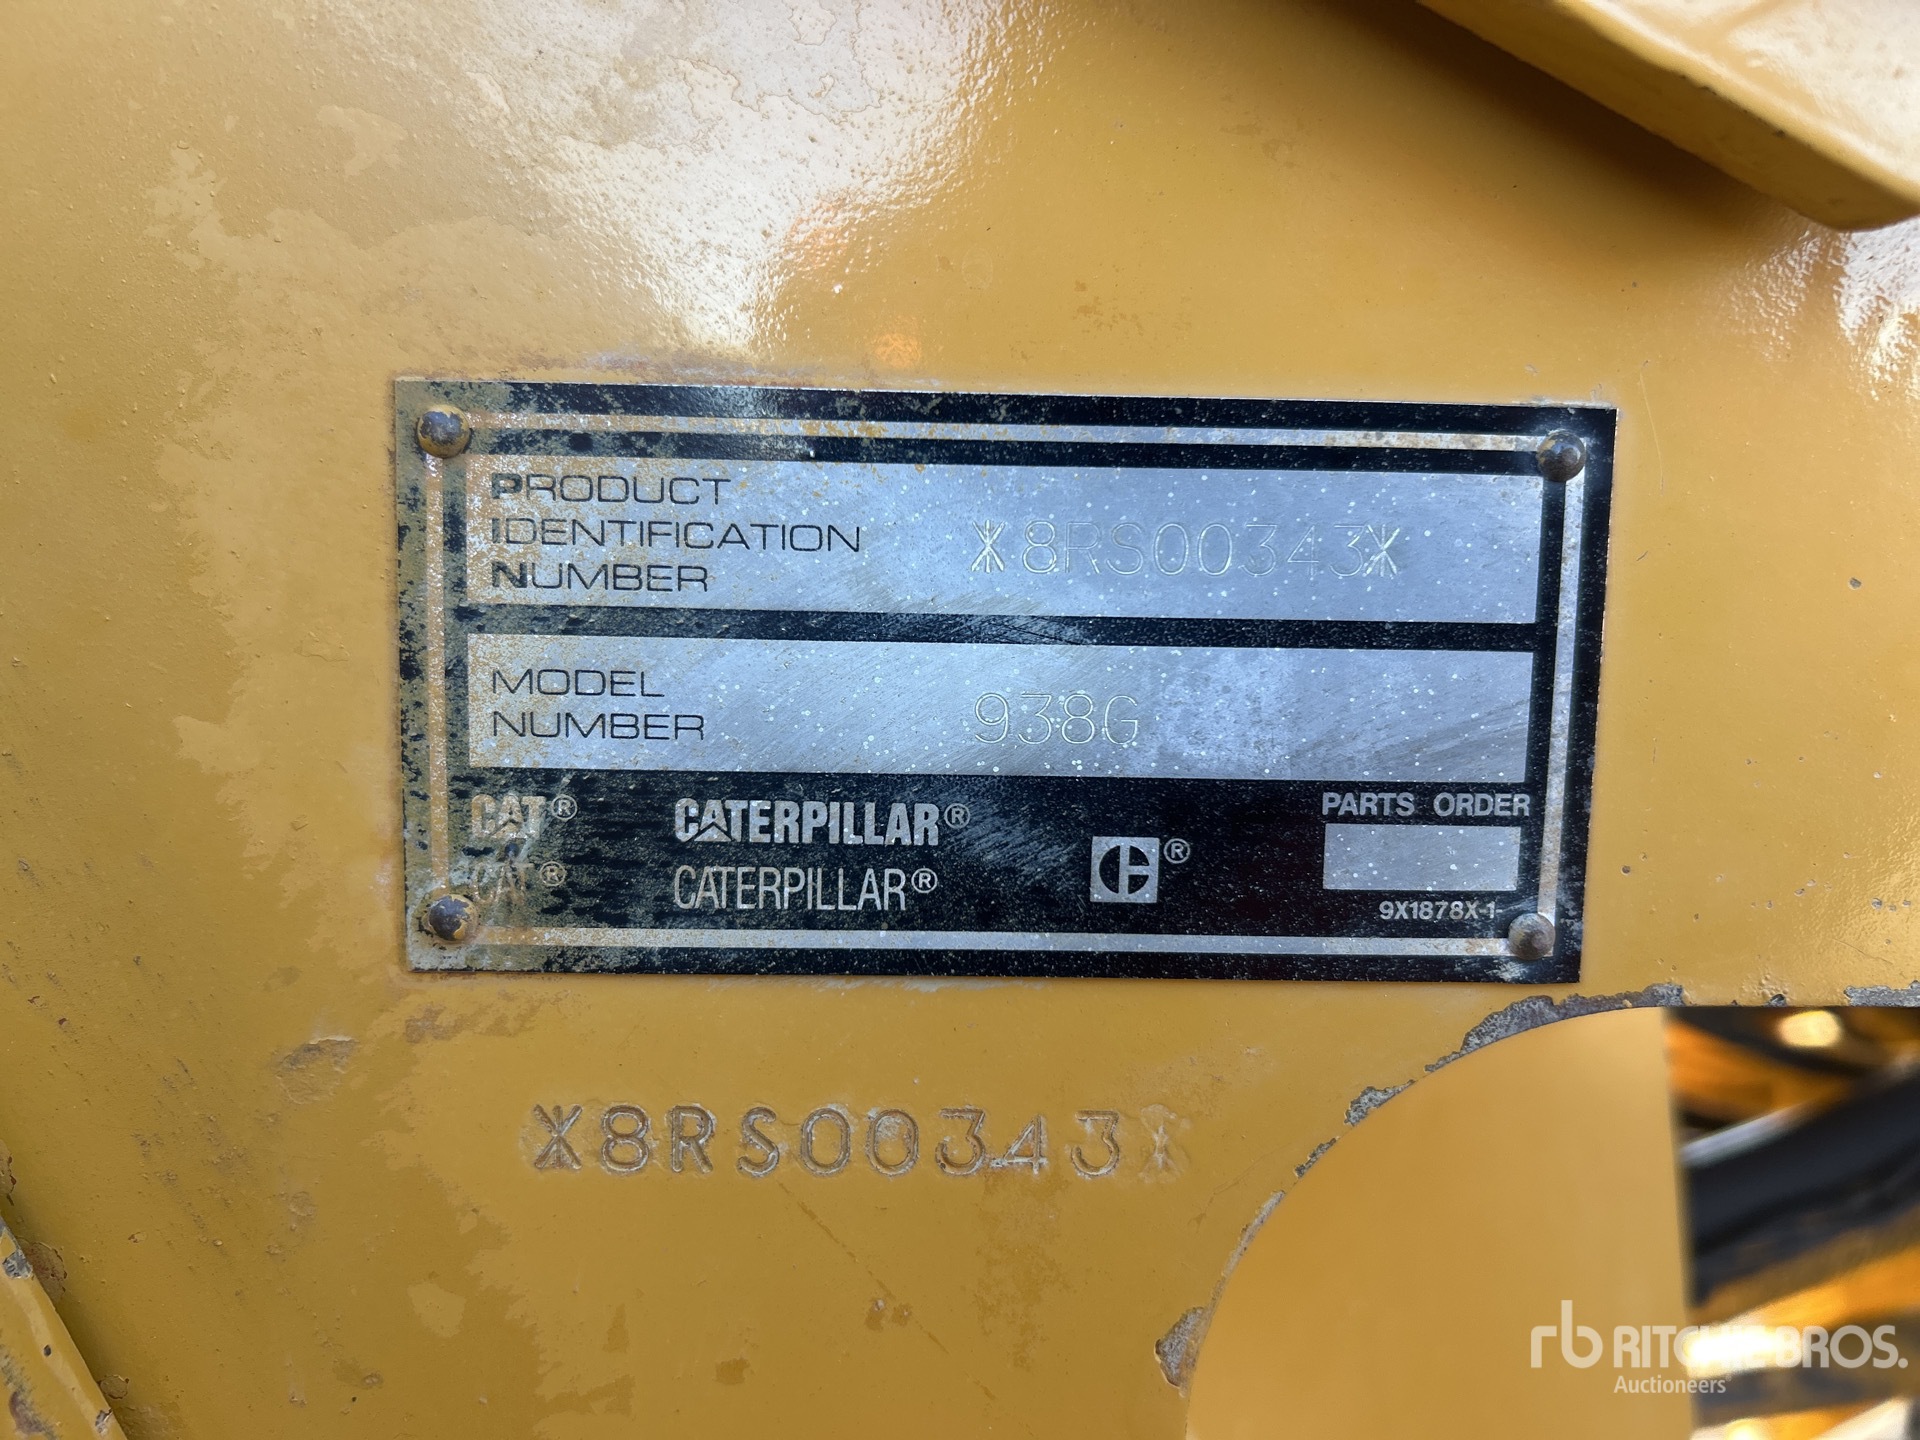 PRODUCT
IDENTIFICATION
NUMBER
*8RS00343*
MODEL
NUMBER
938G
CAT® CATERPILLAR®
CAT® CATERPILLAR®
®
PARTS ORDER
9X1878X-1-
*8RS00343*
rb RITCHIE BROS.
Auctioneers